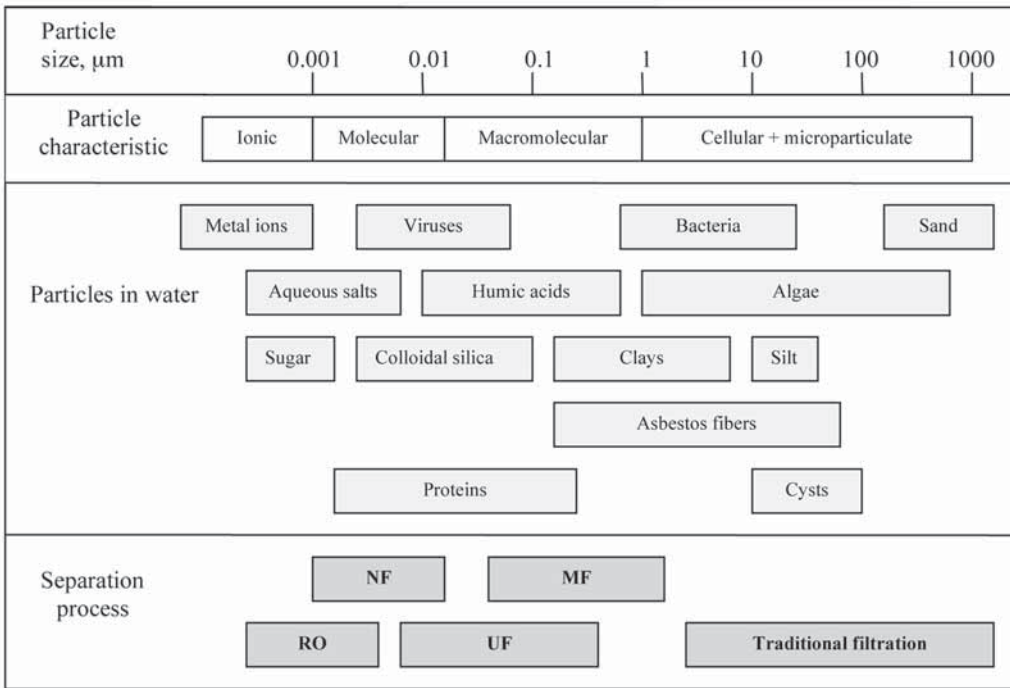 Particle
size, μm
0.001 0.01 0.1 1 10 100 1000
Particle
characteristic
Ionic Molecular Macromolecular Cellular + microparticulate
Particles in water
Metal ions Viruses Bacteria Sand
Aqueous salts Humic acids Algae
Sugar Colloidal silica Clays Silt
Asbestos fibers
Proteins Cysts
Separation
process
NF MF
RO UF Traditional filtration